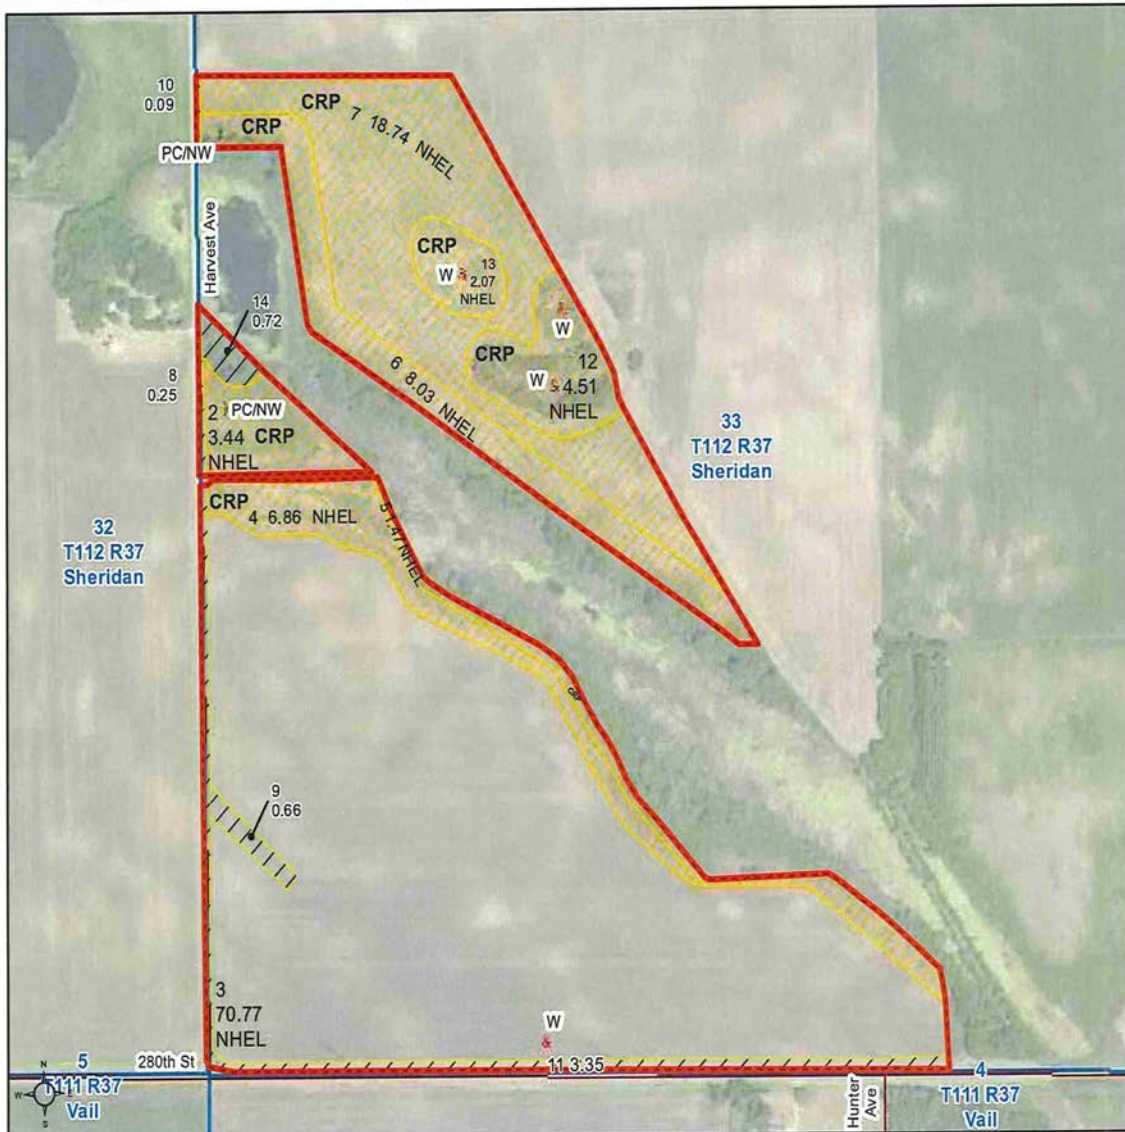 10
0.09
CRP
7 18.74 NHEL
CRP
PC/NW
Harvest Ave
CRP
W
13
2.07
NHEL
14
0.72
W
CRP
12
W
4.51
NHEL
6 8.03 NHEL
8
0.25
2
PC/NW
3.44 CRP
NHEL
33
T112 R37
Sheridan
CRP
4 6.86 NHEL
5 1.47 NHEL
32
T112 R37
Sheridan
CRP
9
0.66
3
70.77
NHEL
W
280th St
11 3.35
5
T111 R37
Vail
N
W
S
Hunter
Ave
4
T111 R37
Vail